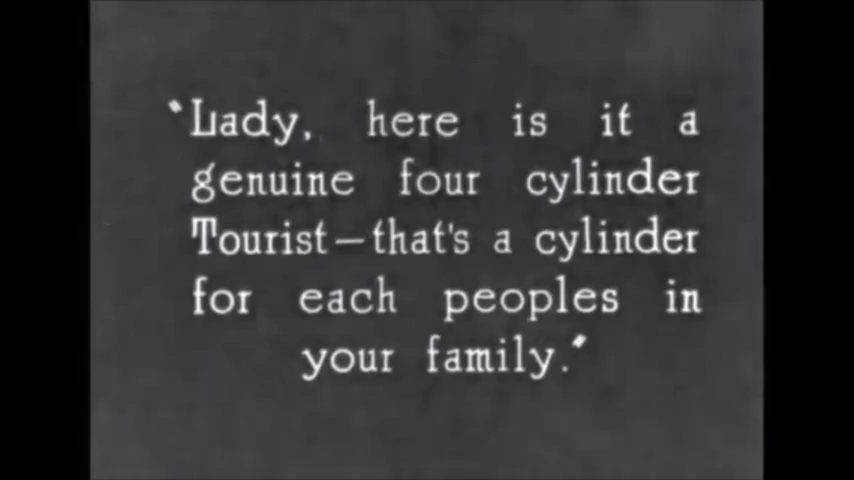 "Lady, here is it a
genuine four cylinder
Tourist—that's a cylinder
for each peoples in
your family."